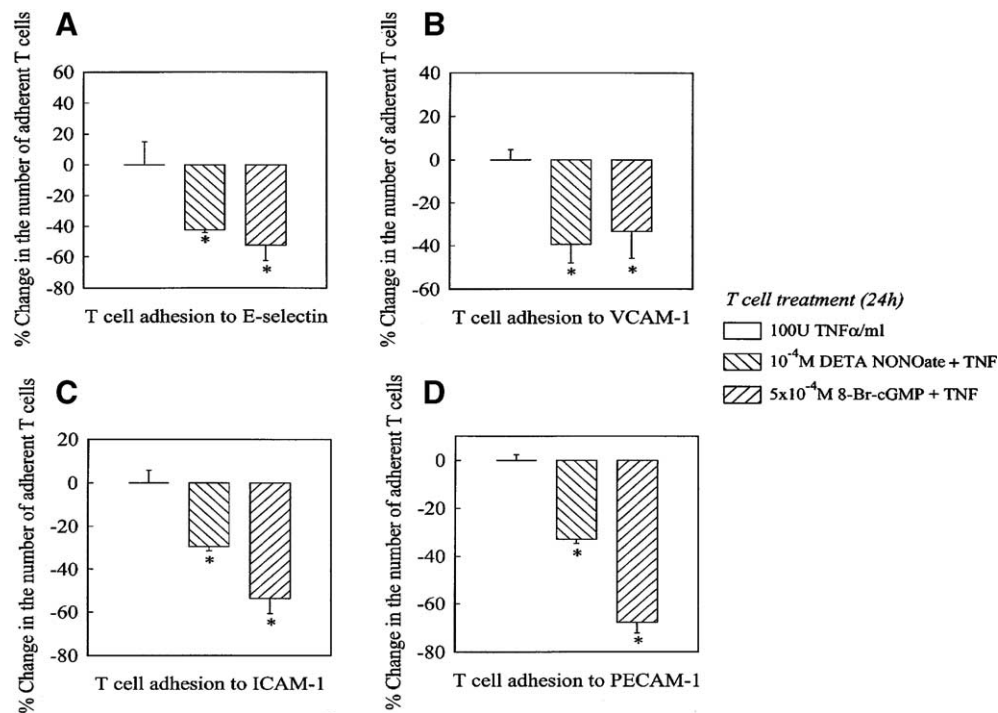 A
% Change in the number of adherent T cells
60
40
20
0
-20
-40
-60
-80
*
*
T cell adhesion to E-selectin
B
% Change in the number of adherent T cells
40
20
0
-20
-40
-60
*
*
T cell adhesion to VCAM-1
T cell treatment (24h)
100U TNFα/ml
10⁻⁴M DETA NONOate + TNF
5x10⁻⁴M 8-Br-cGMP + TNF
C
% Change in the number of adherent T cells
20
0
-20
-40
-60
-80
*
*
T cell adhesion to ICAM-1
D
% Change in the number of adherent T cells
0
-20
-40
-60
-80
*
*
T cell adhesion to PECAM-1